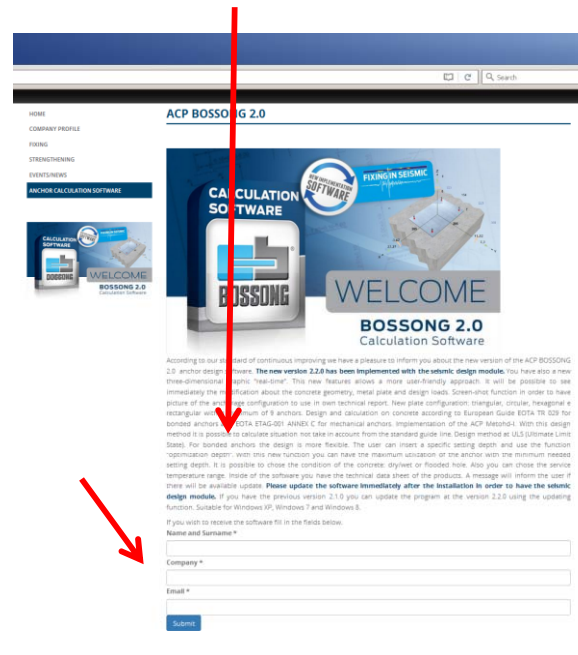 Search
HOME
COMPANY PROFILE
FIXING
STRENGTHENING
EVENTS/NEWS
ANCHOR CALCULATION SOFTWARE
CALCULATION
SOFTWARE
BOSSONG
WELCOME
BOSSONG 2.0
Calculation Software
ACP BOSSONG 2.0
CALCULATION
SOFTWARE
NEW IMPLEMENTATION
SOFTWARE
FIXING IN SEISMIC
BOSSONG
WELCOME
BOSSONG 2.0
Calculation Software
According to our standard of continuous improving we have a pleasure to inform you about the new version of the ACP BOSSONG
2.0 anchor design software. The new version 2.2.0 has been implemented with the seismic design module. You have also a new
three-dimensional graphic "real-time". This new features allows a more user-friendly approach. It will be possible to see
immediately the modification about the concrete geometry, metal plate and design loads. Screen-shot function in order to have
picture of the anchorage configuration to use in own technical report. New plate configuration: triangular, circular, hexagonal e
rectangular with maximum of 9 anchors. Design and calculation on concrete according to European Guide EOTA TR 029 for
bonded anchors EOTA ETAG-001 ANNEX C for mechanical anchors. Implementation of the ACP Metohd-I. With this design
method it is possible to calculate situation not take in account from the standard guide line. Design method at ULS (Ultimate Limit
State). For bonded anchors the design is more flexible. The user can insert a specific setting depth and use the function
"optimization depth". With this new function you can have the maximum utilization of the anchor with the minimum needed
setting depth. It is possible to chose the condition of the concrete: dry/wet or flooded hole. Also you can chose the service
temperature range. Inside of the software you have the technical data sheet of the products. A message will inform the user if
there will be available update. Please update the software immediately after the installation in order to have the seismic
design module. If you have the previous version 2.1.0 you can update the program at the version 2.2.0 using the updating
function. Suitable for Windows XP, Windows 7 and Windows 8.
If you wish to receive the software fill in the fields below.
Name and Surname *
Company *
Email *
Submit